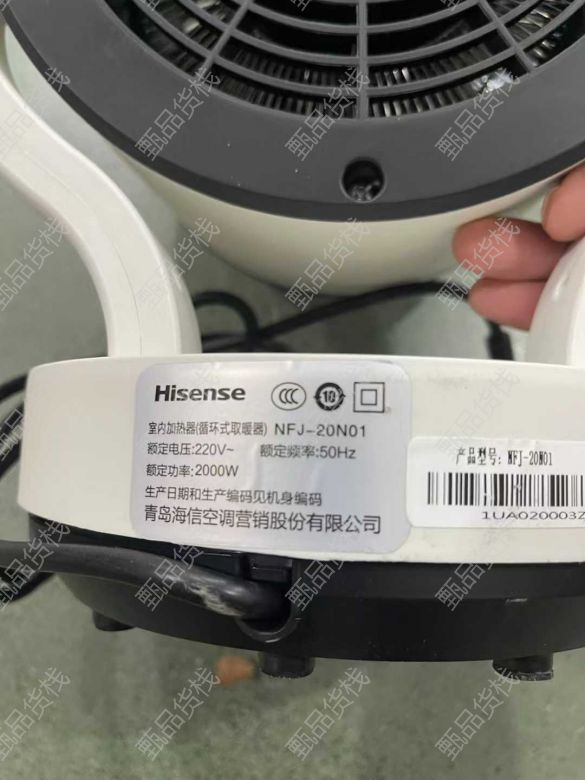 Hisense
室内加热器(循环式取暖器) NFJ-20N01
额定电压:220V~ 额定频率:50Hz
额定功率:2000W
生产日期和生产编码见机身编码
青岛海信空调营销股份有限公司
产品型号: NFJ-20N01
1UA020003Z
甄品货栈